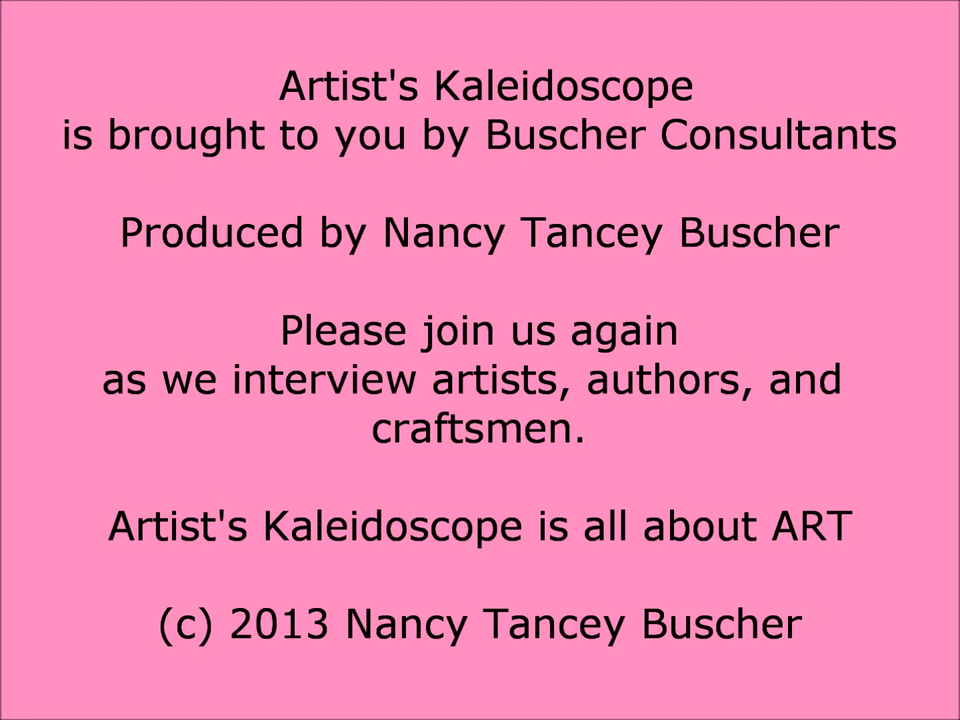 Artist's Kaleidoscope
is brought to you by Buscher Consultants
Produced by Nancy Tancey Buscher
Please join us again
as we interview artists, authors, and
craftsmen.
Artist's Kaleidoscope is all about ART
(c) 2013 Nancy Tancey Buscher